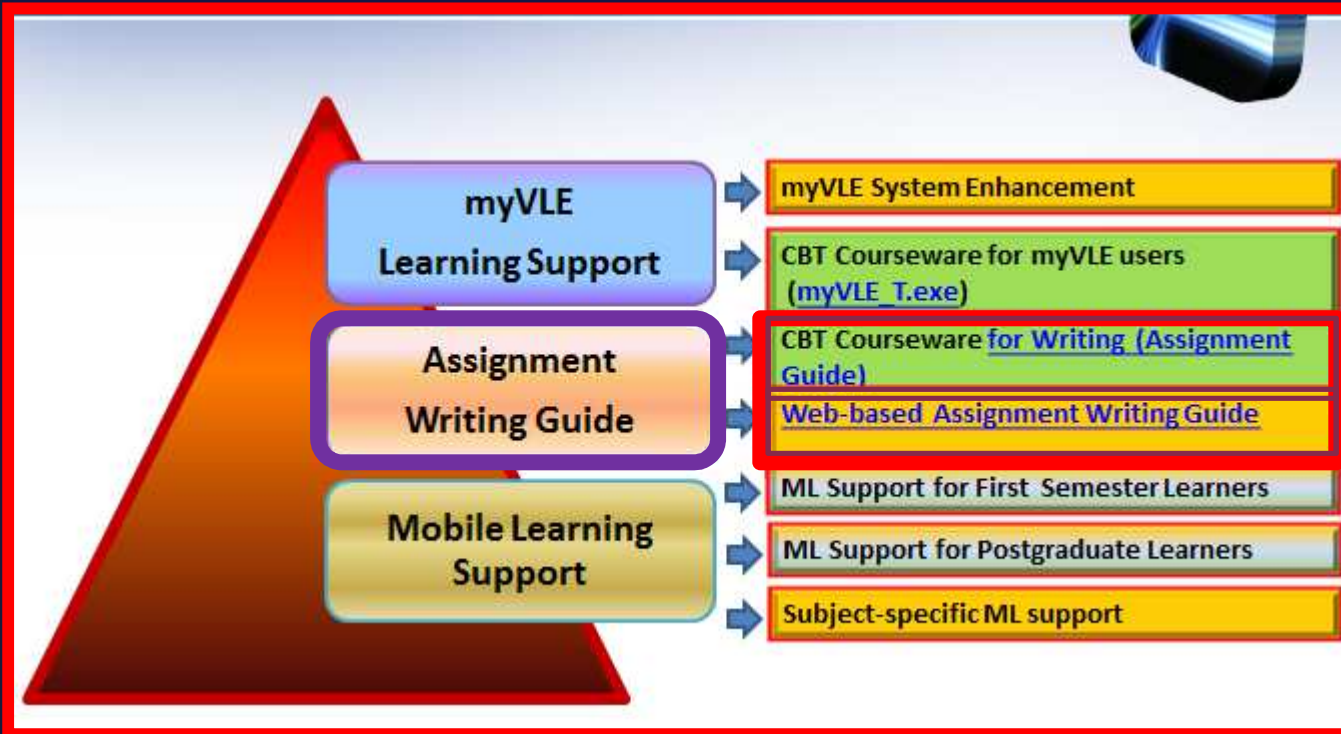 myVLE
Learning Support
myVLE System Enhancement
CBT Courseware for myVLE users
(myVLE_T.exe)
Assignment
Writing Guide
CBT Courseware for Writing (Assignment
Guide)
Web-based Assignment Writing Guide
Mobile Learning
Support
ML Support for First Semester Learners
ML Support for Postgraduate Learners
Subject-specific ML support